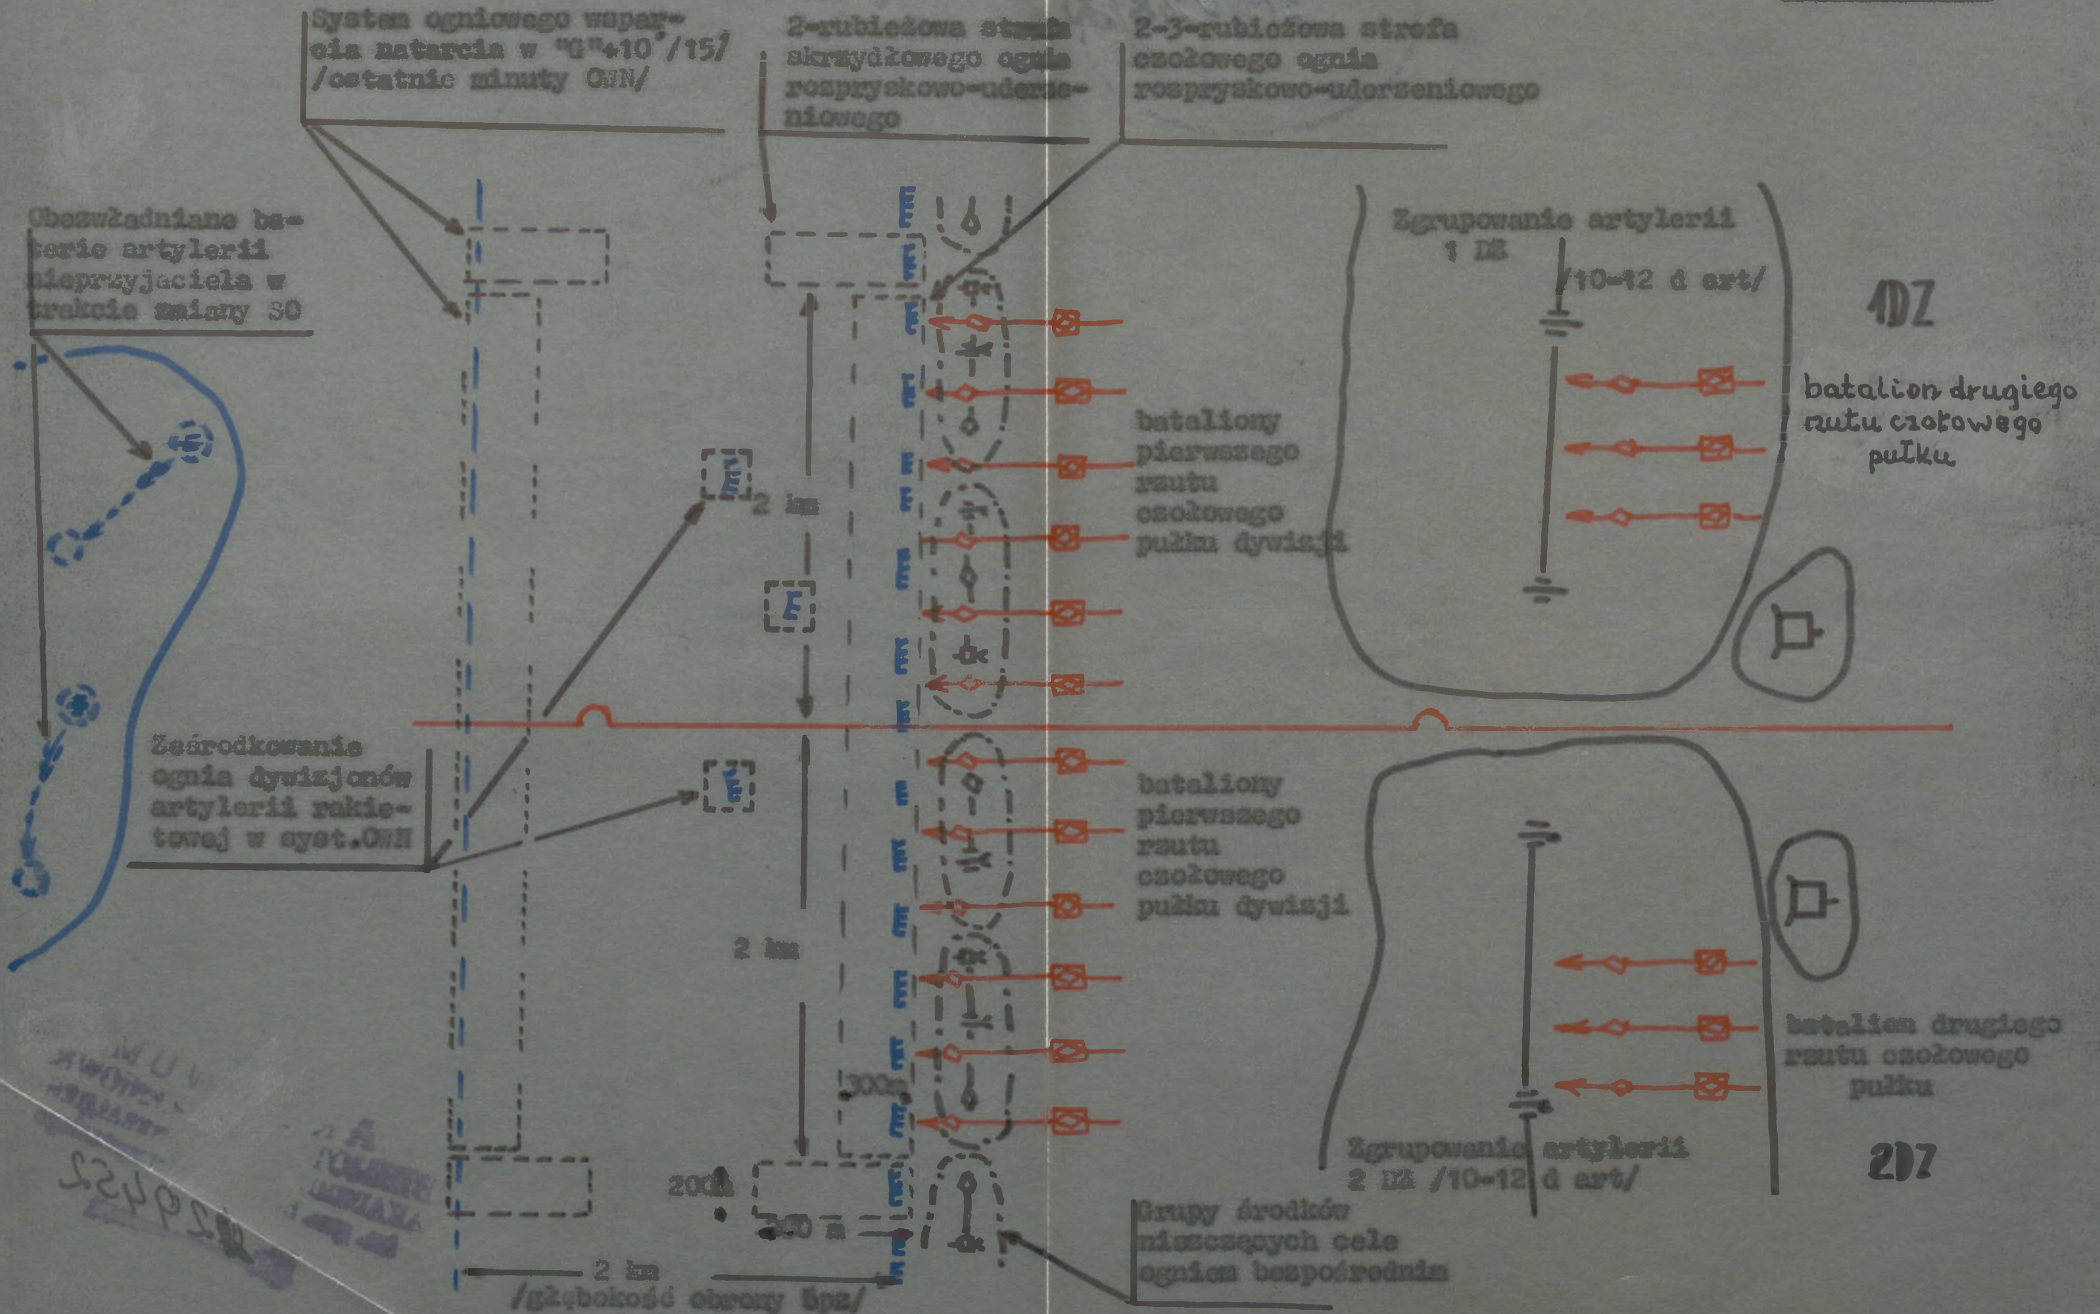 System ogniowego wspar-
cia natarcia w "G"+10'/15/
/ostatnie minuty OWN/
2-rubieżowa strefa
skrzydłowego ognia
rozpryskowo-uderze-
niowego
2-3-rubieżowa strefa
czołowego ognia
rozpryskowo-uderzeniowego
Obezwładniane ba-
terie artylerii
nieprzyjaciela w
trakcie zmiany SO
Zgrupowanie artylerii
1 DZ
/10-12 d art/
1DZ
batalion drugiego
rzutu czołowego
pułku
bataliony
pierwszego
rzutu
czołowego
pułku dywizji
2 km
Ześrodkowanie
ognia dywizjonów
artylerii rakie-
towej w syst.OWN
bataliony
pierwszego
rzutu
czołowego
pułku dywizji
2 km
batalion drugiego
rzutu czołowego
pułku
300m
Zgrupowanie artylerii
2 DZ /10-12 d art/
2DZ
200m
Grupy środków
niszczących cele
ogniem bezpośrednim
2 km
/głębokość obrony 5pz/